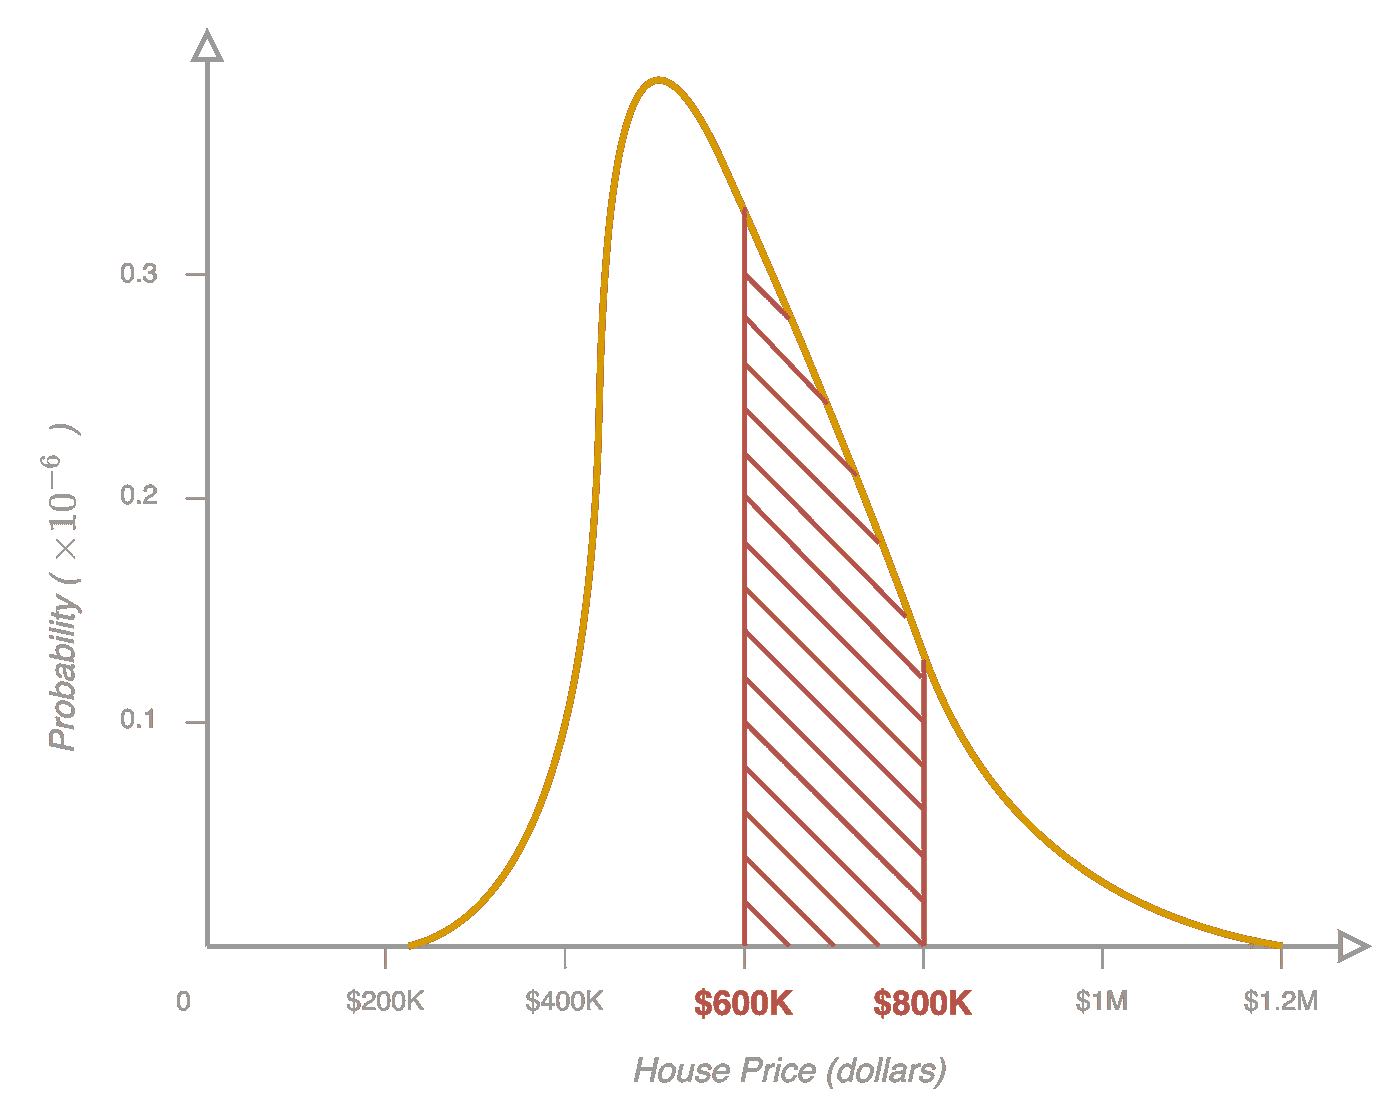 0.3
0.2
0.1
Probability ( ×10⁻⁶ )
0 $200K $400K $600K $800K $1M $1.2M
House Price (dollars)